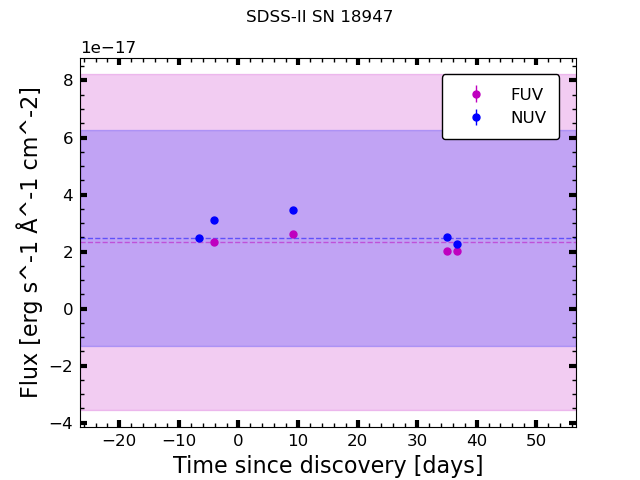 SDSS-II SN 18947
1e−17
FUV
NUV
8
6
4
2
0
−2
−4
Flux [erg s^-1 Å^-1 cm^-2]
−20 −10 0 10 20 30 40 50
Time since discovery [days]